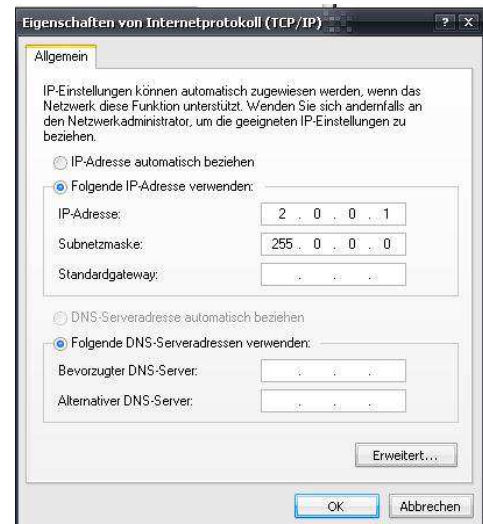 Eigenschaften von Internetprotokoll (TCP/IP)
Allgemein
IP-Einstellungen können automatisch zugewiesen werden, wenn das
Netzwerk diese Funktion unterstützt. Wenden Sie sich andernfalls an
den Netzwerkadministrator, um die geeigneten IP-Einstellungen zu
beziehen.
IP-Adresse automatisch beziehen
Folgende IP-Adresse verwenden:
IP-Adresse: 2 . 0 . 0 . 1
Subnetzmaske: 255 . 0 . 0 . 0
Standardgateway: . . .
DNS-Serveradresse automatisch beziehen
Folgende DNS-Serveradressen verwenden:
Bevorzugter DNS-Server: . . .
Alternativer DNS-Server: . . .
Erweitert...
OK Abbrechen